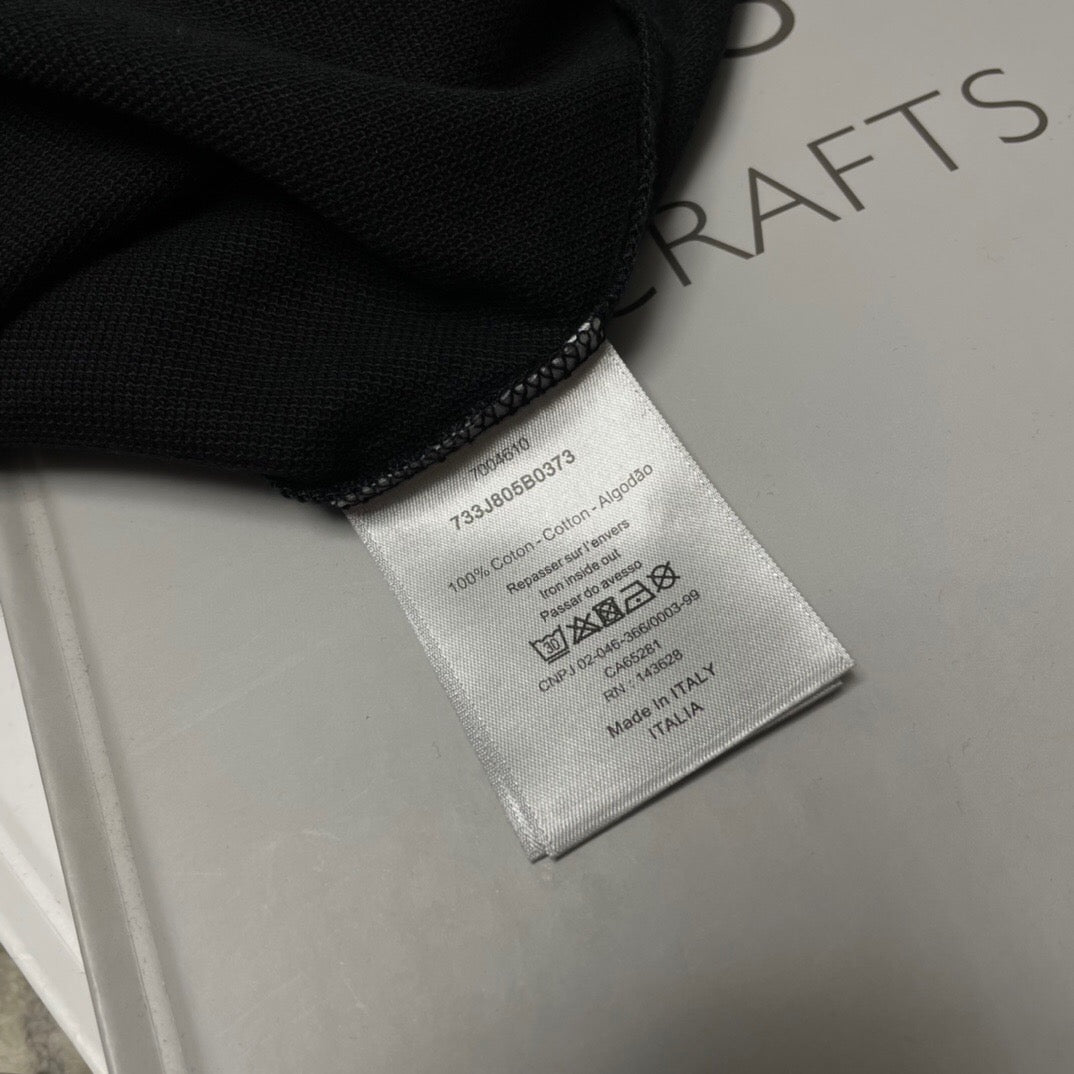 CRAFTS
7004610
733J805B0373
100% Coton - Cotton - Algodão
Repasser sur l'envers
Iron inside out
Passar do avesso
30
CNPJ 02-046-366/0003-99
CA65281
RN : 143628
Made In ITALY
ITALIA